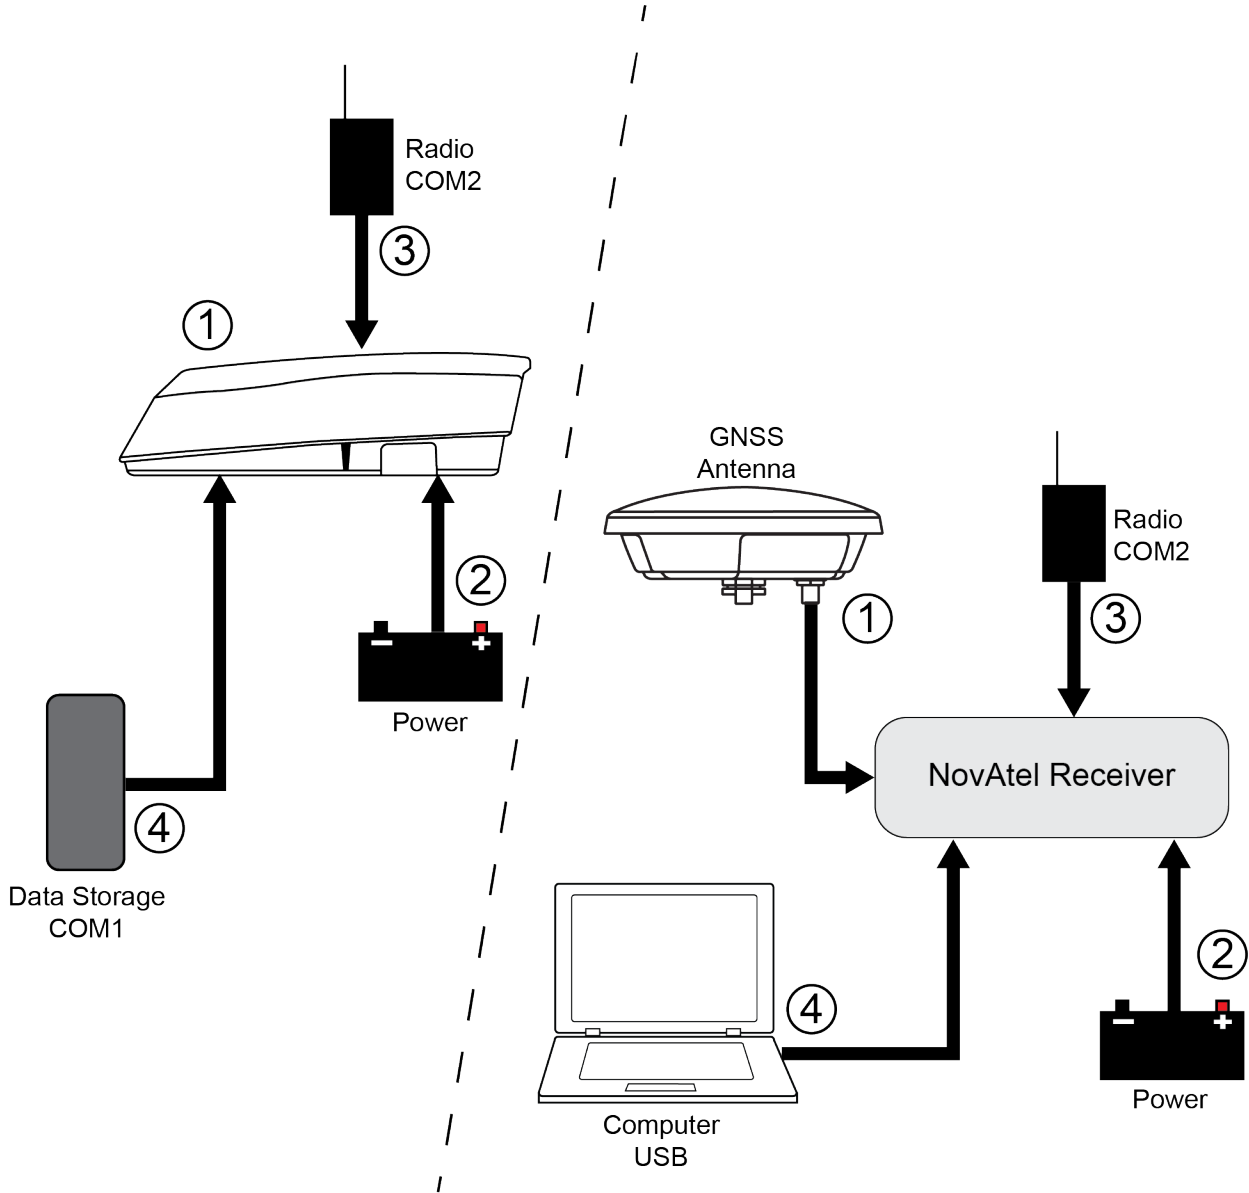 Radio
COM2
3
1
2
Power
4
Data Storage
COM1
GNSS
Antenna
1
Radio
COM2
3
NovAtel Receiver
2
4
Power
Computer
USB